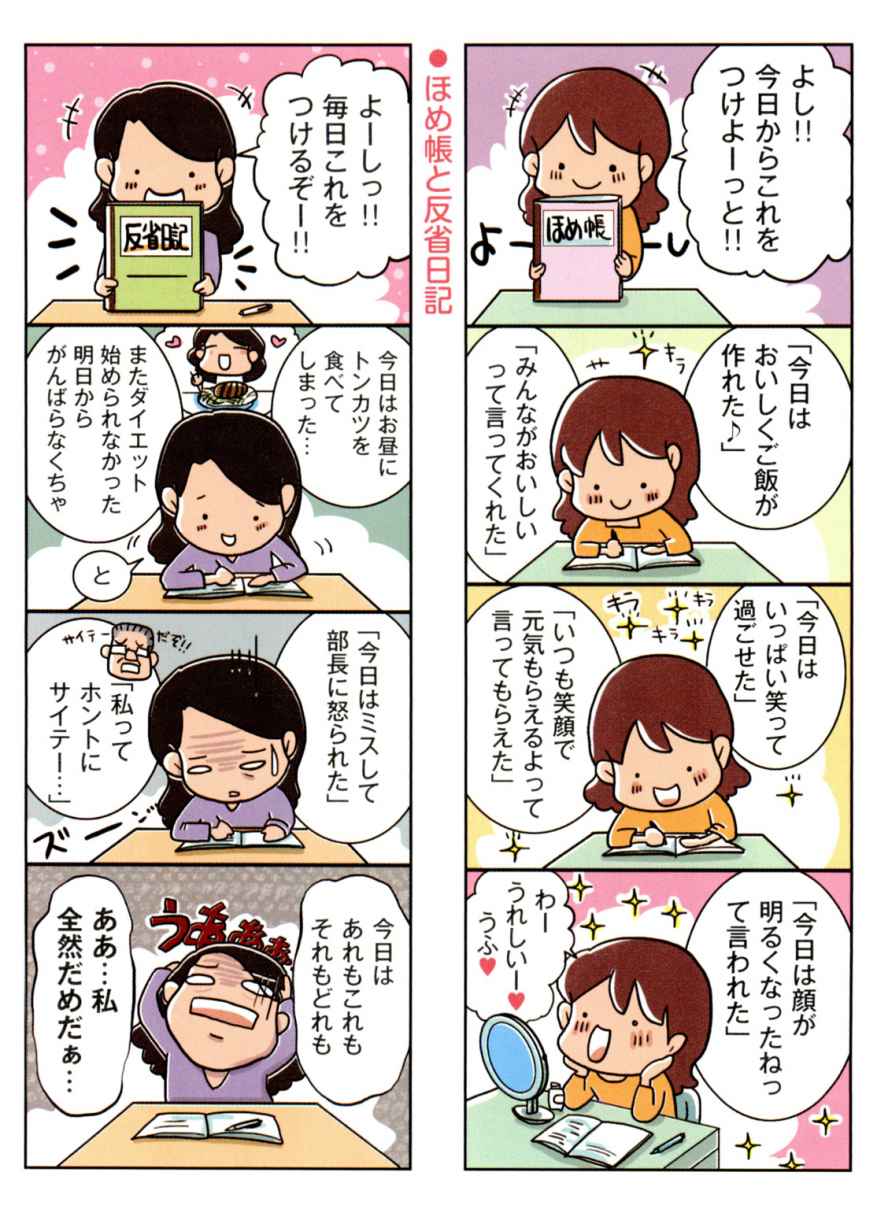 ●ほめ帳と反省日記
よし!!
今日からこれを
つけよーっと!!
ほめ帳
よーし
「今日は
おいしくご飯が
作れた♪」
キラ
「みんながおいしい
って言ってくれた」
「今日は
いっぱい笑って
過ごせた」
キラ
キラ
キラ
「いつも笑顔で
元気もらえるよって
言ってもらえた」
「今日は顔が
明るくなったねっ
て言われた」
わー
うれしいー♥
うふ♥
よーしっ!!
毎日これを
つけるぞー!!
反省日記
今日はお昼に
トンカツを
食べて
しまった…
またダイエット
始められなかった
明日から
がんばらなくちゃ
と
「今日はミスして
部長に怒られた」
サイテーだぞ!!
「私って
ホントに
サイテー…」
ズーン
今日は
あれもこれも
それもどれも
うぁぁぁぁ
ああ…私
全然だめだぁ…